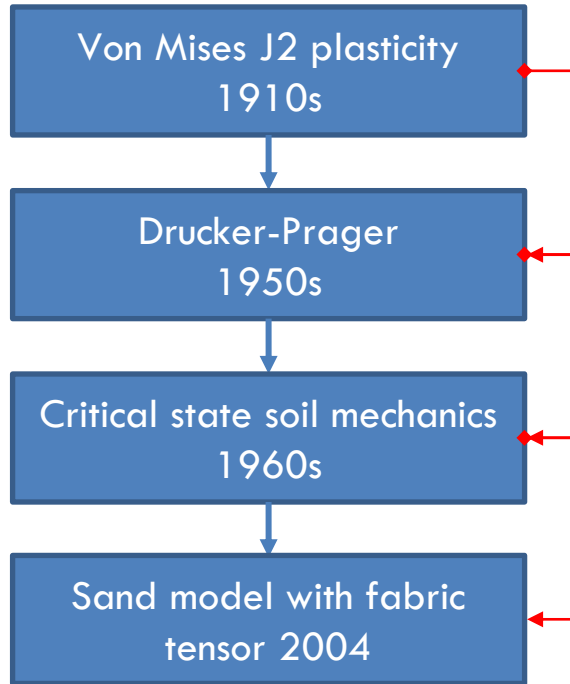 Von Mises J2 plasticity
1910s
Drucker-Prager
1950s
Critical state soil mechanics
1960s
Sand model with fabric
tensor 2004